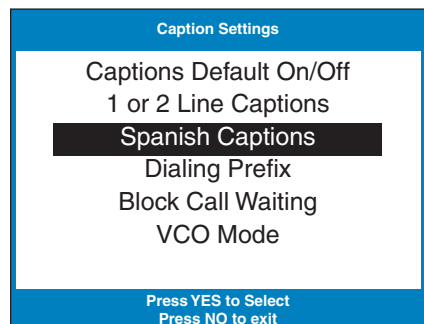 Caption Settings
Captions Default On/Off
1 or 2 Line Captions
Spanish Captions
Dialing Prefix
Block Call Waiting
VCO Mode
Press YES to Select
Press NO to exit